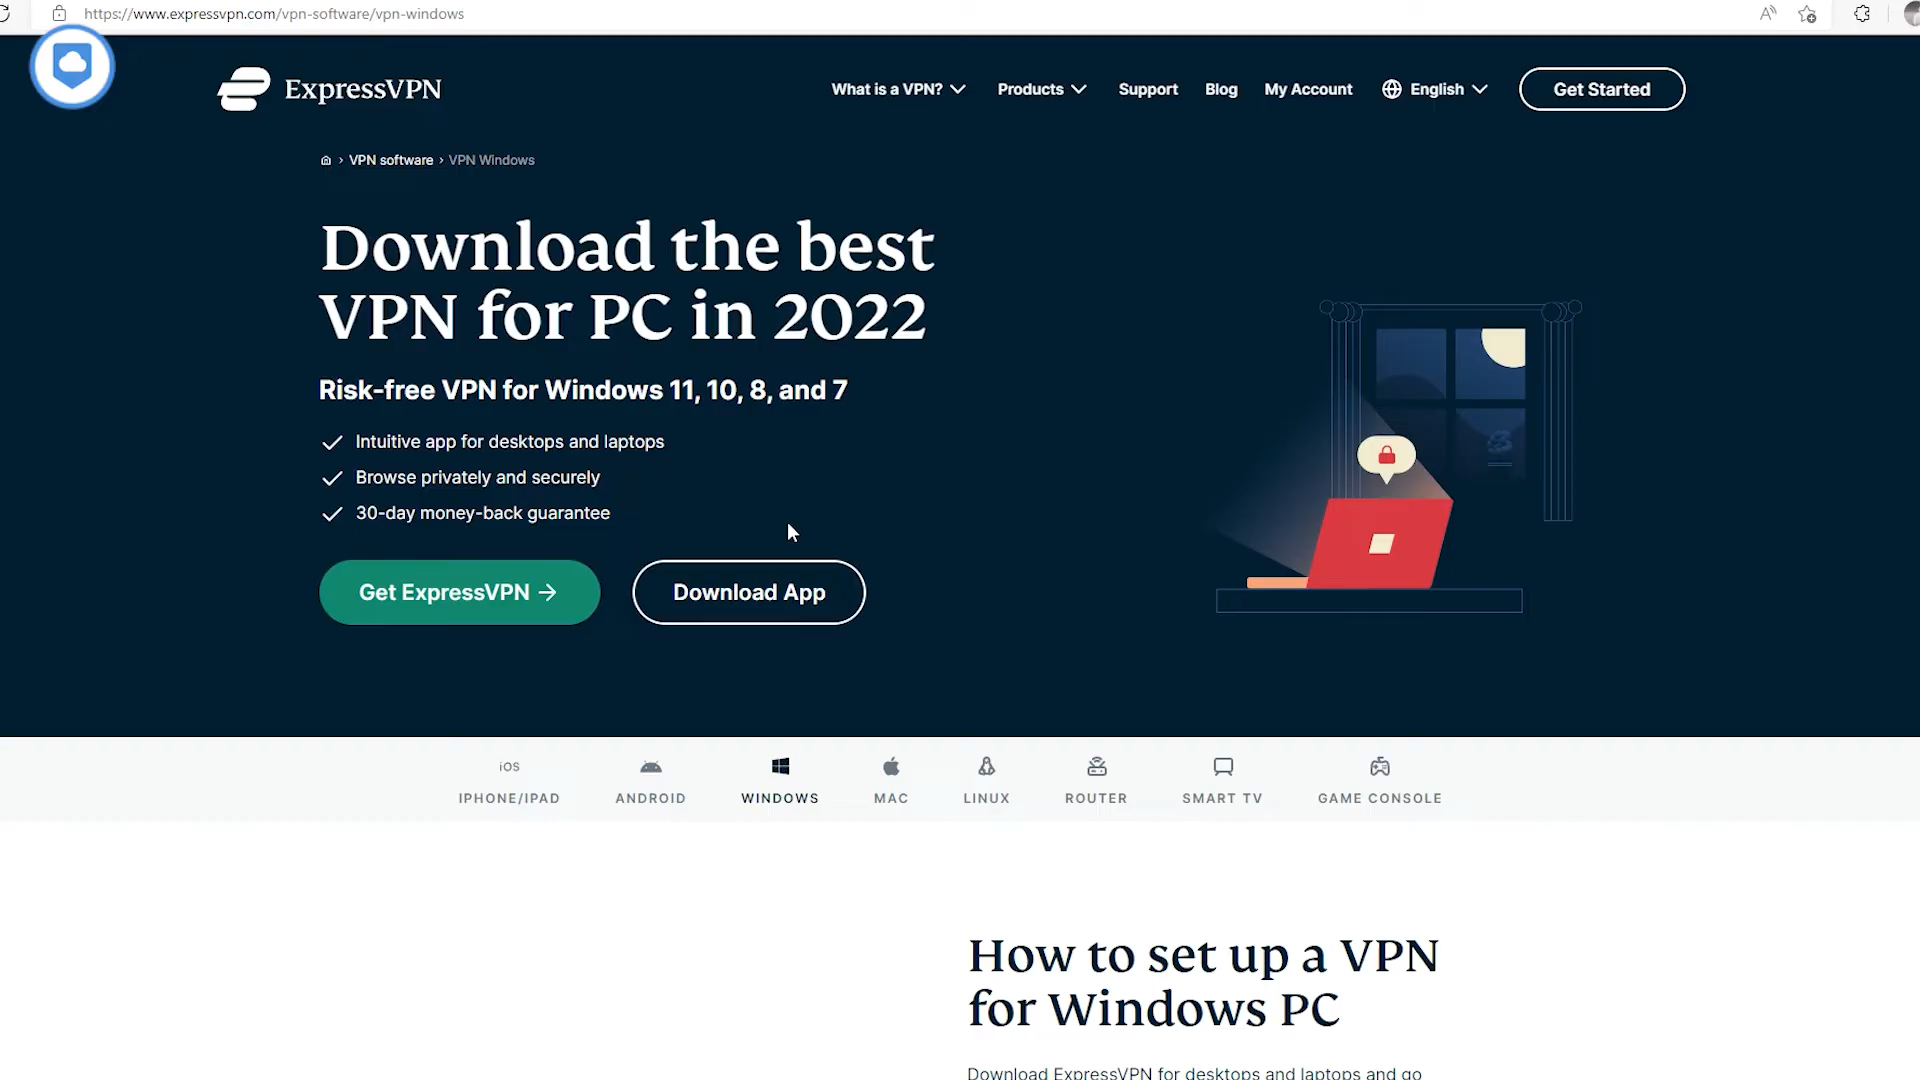 https://www.expressvpn.com/vpn-software/vpn-windows
ExpressVPN
What is a VPN?
Products
Support
Blog
My Account
English
Get Started
› VPN software › VPN Windows
Download the best
VPN for PC in 2022
Risk-free VPN for Windows 11, 10, 8, and 7
Intuitive app for desktops and laptops
Browse privately and securely
30-day money-back guarantee
Get ExpressVPN →
Download App
iOS
IPHONE/IPAD
ANDROID
WINDOWS
MAC
LINUX
ROUTER
SMART TV
GAME CONSOLE
How to set up a VPN
for Windows PC
Download ExpressVPN for desktops and laptops and go